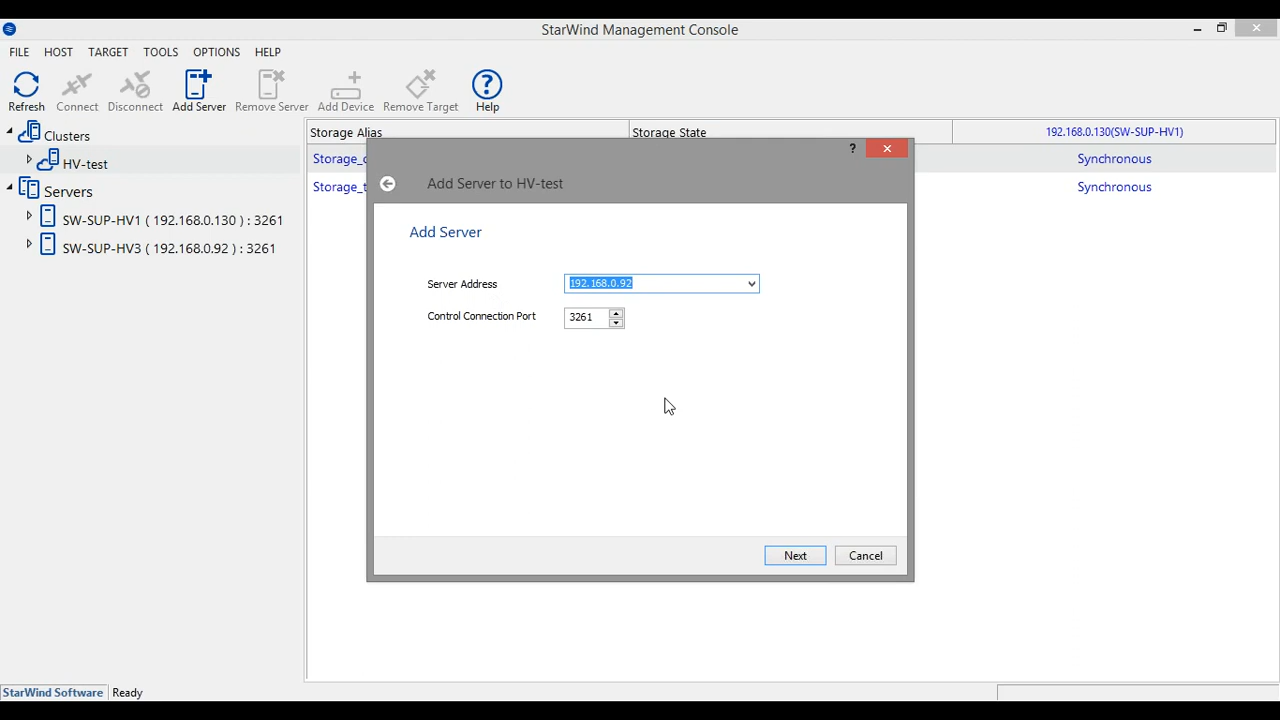 StarWind Management Console
FILE HOST TARGET TOOLS OPTIONS HELP
Refresh Connect Disconnect Add Server Remove Server Add Device Remove Target Help
Clusters
HV-test
Servers
SW-SUP-HV1 ( 192.168.0.130 ) : 3261
SW-SUP-HV3 ( 192.168.0.92 ) : 3261
Storage Alias Storage State 192.168.0.130(SW-SUP-HV1)
Synchronous
Synchronous
?
Add Server to HV-test
Add Server
Server Address 192.168.0.92
Control Connection Port 3261
Next Cancel
StarWind Software Ready